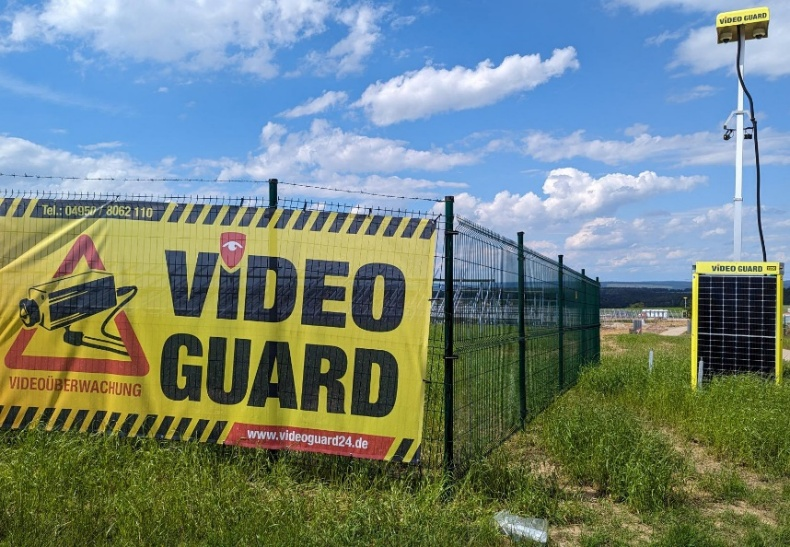 Tel.: 04950 / 8062 110
VIDEO
GUARD
VIDEOÜBERWACHUNG
www.videoguard24.de
VIDEO GUARD
VIDEO GUARD